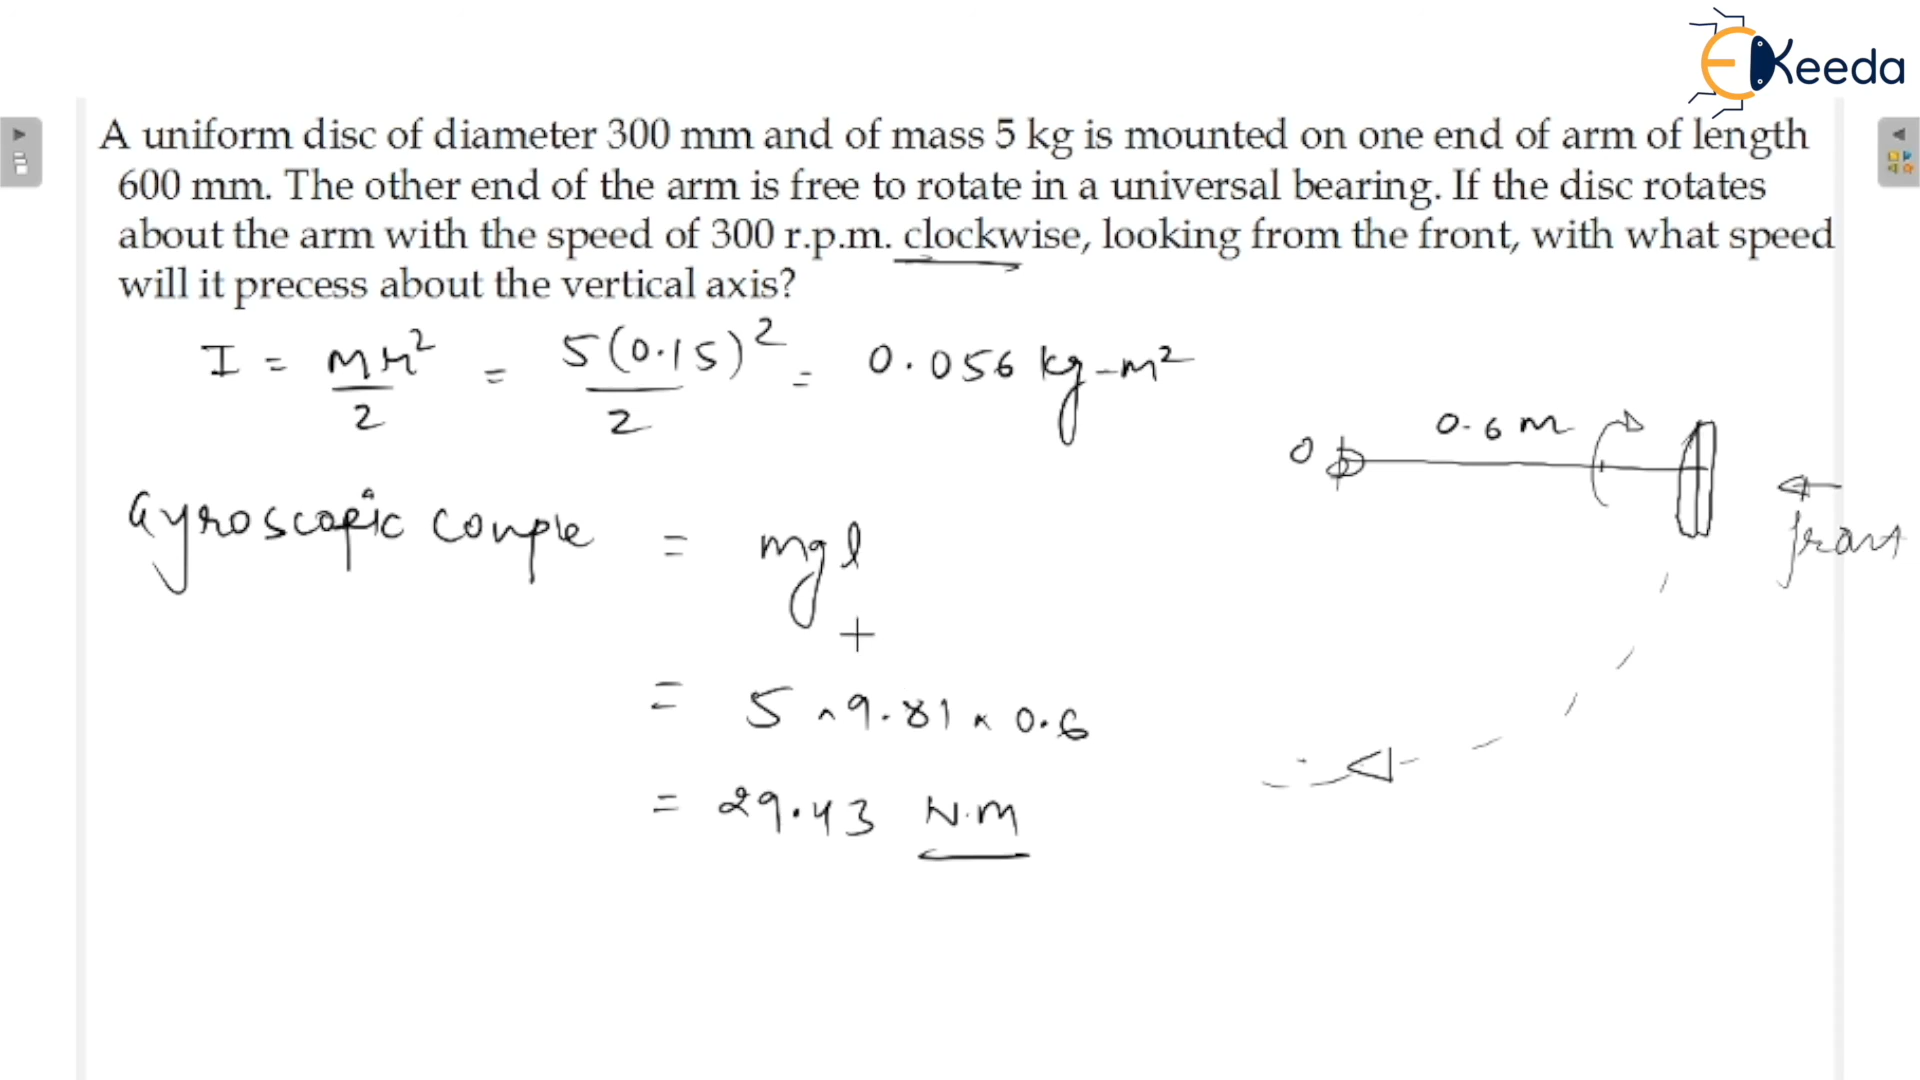 EKeeda
A uniform disc of diameter 300 mm and of mass 5 kg is mounted on one end of arm of length
600 mm. The other end of the arm is free to rotate in a universal bearing. If the disc rotates
about the arm with the speed of 300 r.p.m. clockwise, looking from the front, with what speed
will it precess about the vertical axis?
I = mr²/2 = 5(0.15)²/2 = 0.056 kg-m²
0.6 m
O
front
Gyroscopic couple = mgl
= 5 × 9.81 × 0.6
= 29.43 N.m